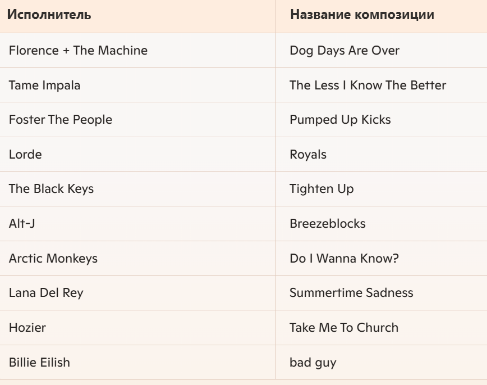 Исполнитель Название композиции
Florence + The Machine Dog Days Are Over
Tame Impala The Less I Know The Better
Foster The People Pumped Up Kicks
Lorde Royals
The Black Keys Tighten Up
Alt-J Breezeblocks
Arctic Monkeys Do I Wanna Know?
Lana Del Rey Summertime Sadness
Hozier Take Me To Church
Billie Eilish bad guy